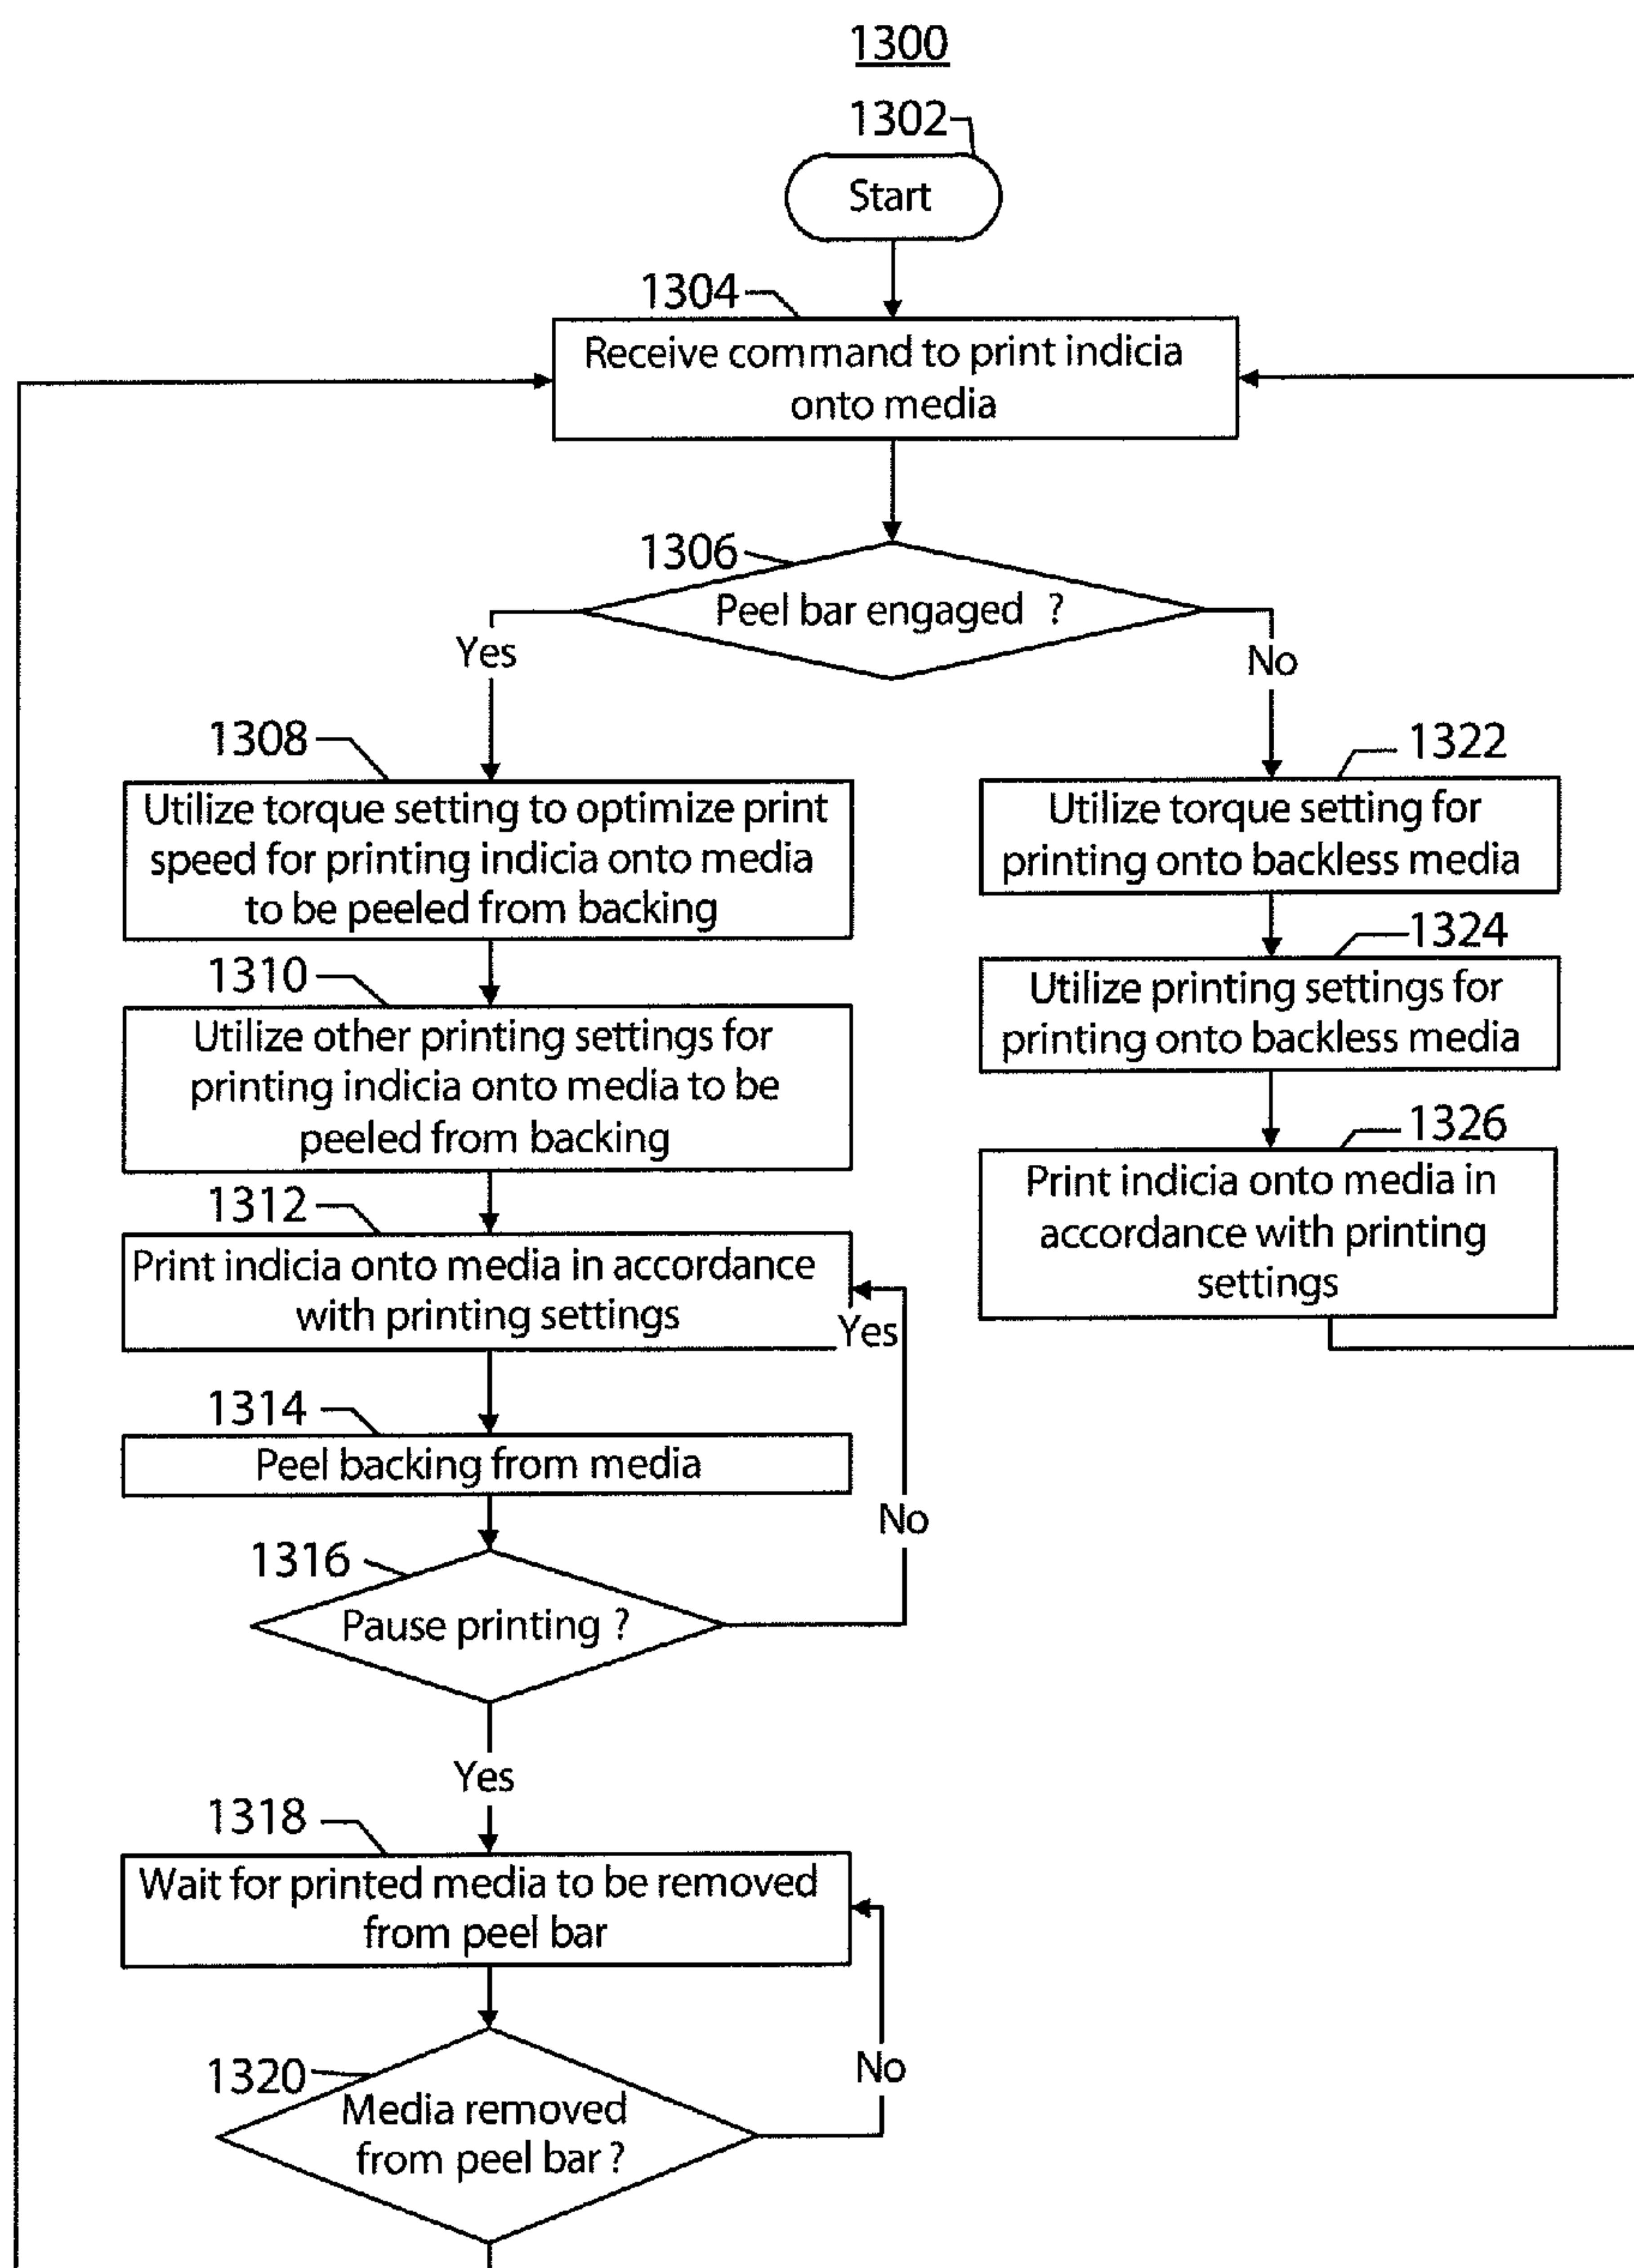 1300
1302
Start
1304
Receive command to print indicia
onto media
1306
Peel bar engaged ?
Yes
No
1308
Utilize torque setting to optimize print
speed for printing indicia onto media
to be peeled from backing
1322
Utilize torque setting for
printing onto backless media
1310
Utilize other printing settings for
printing indicia onto media to be
peeled from backing
1324
Utilize printing settings for
printing onto backless media
1312
Print indicia onto media in accordance
with printing settings
Yes
1326
Print indicia onto media in
accordance with printing
settings
1314
Peel backing from media
No
1316
Pause printing ?
Yes
1318
Wait for printed media to be removed
from peel bar
No
1320
Media removed
from peel bar ?